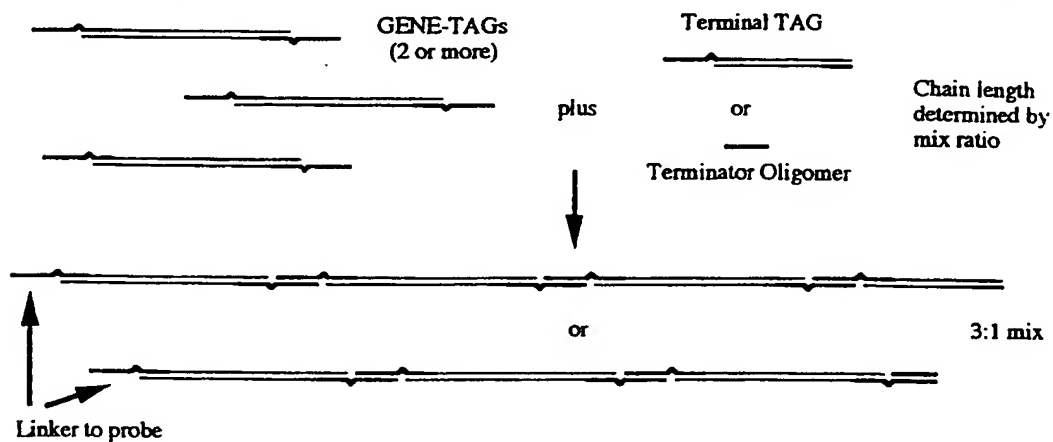 GENE-TAGs
(2 or more)
Terminal TAG
plus
or
Terminator Oligomer
Chain length
determined by
mix ratio
or
3:1 mix
Linker to probe